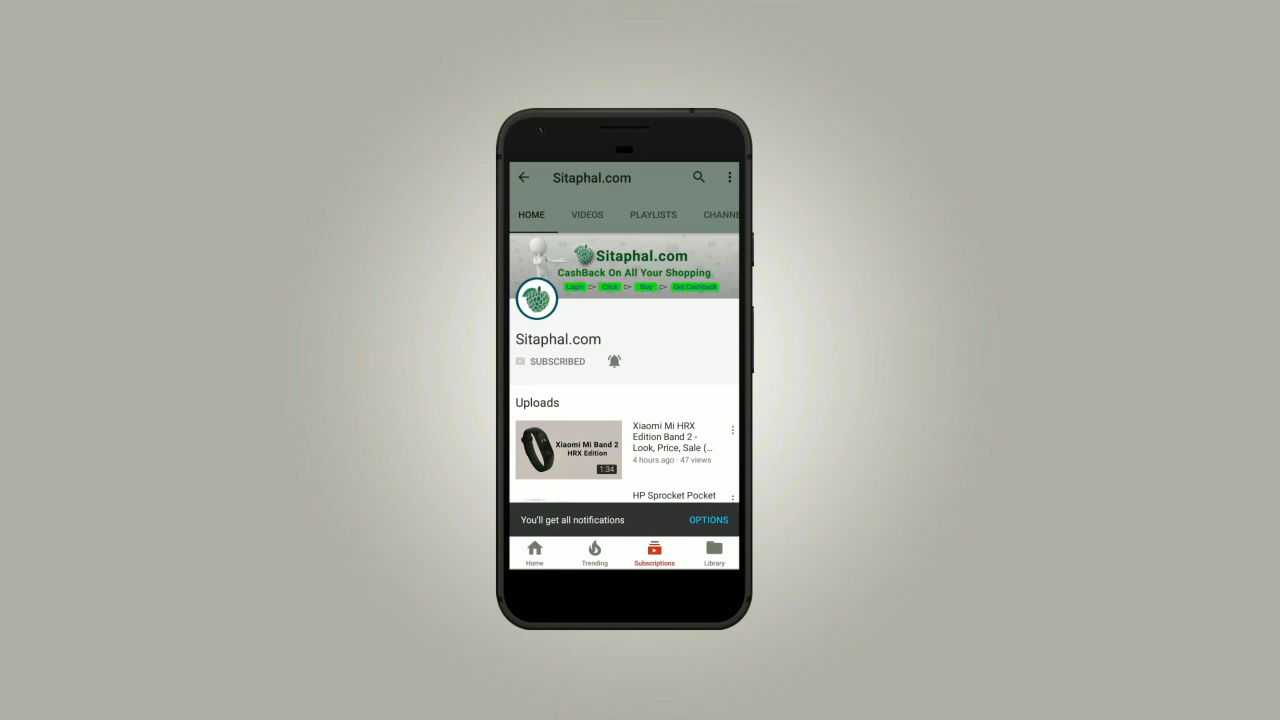 Sitaphal.com
HOME VIDEOS PLAYLISTS CHANNE
Sitaphal.com
CashBack On All Your Shopping
Login Click Buy Get Cashback
Sitaphal.com
SUBSCRIBED
Uploads
Xiaomi Mi Band 2
HRX Edition
1:34
Xiaomi Mi HRX
Edition Band 2 -
Look, Price, Sale (...
4 hours ago · 47 views
HP Sprocket Pocket
You'll get all notifications OPTIONS
Home Trending Subscriptions Library